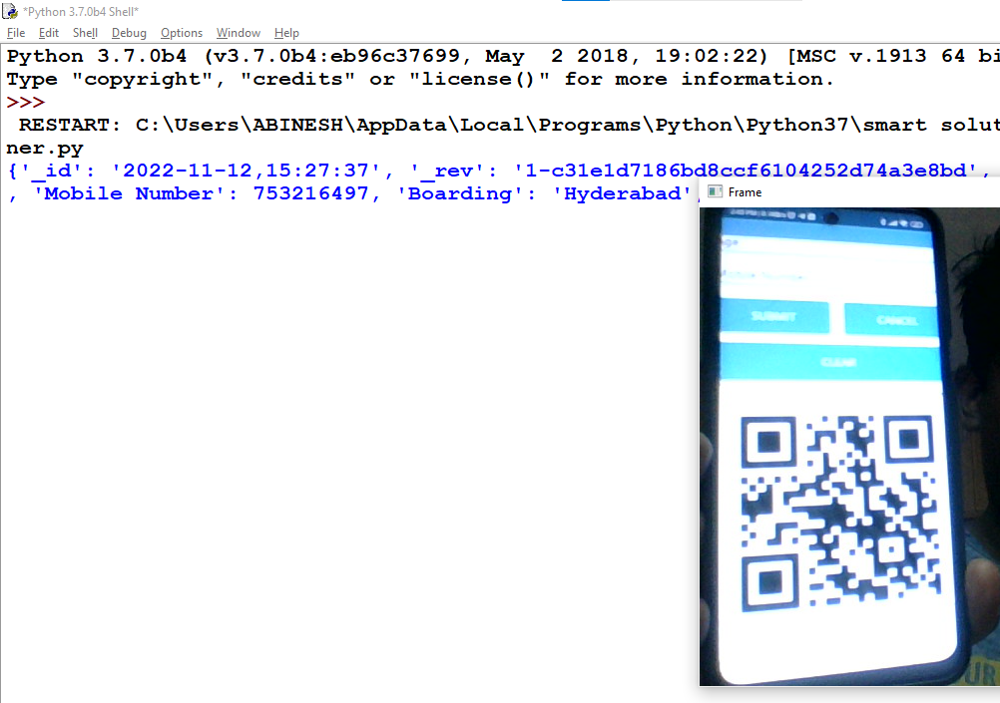 *Python 3.7.0b4 Shell*
File Edit Shell Debug Options Window Help
Python 3.7.0b4 (v3.7.0b4:eb96c37699, May  2 2018, 19:02:22) [MSC v.1913 64 bi
Type "copyright", "credits" or "license()" for more information.
>>>
 RESTART: C:\Users\ABINESH\AppData\Local\Programs\Python\Python37\smart solut
ner.py
{'_id': '2022-11-12,15:27:37', '_rev': '1-c31e1d7186bd8ccf6104252d74a3e8bd',
, 'Mobile Number': 753216497, 'Boarding': 'Hyderabad',
Frame
SUBMIT CANCEL
CLEAR
UR